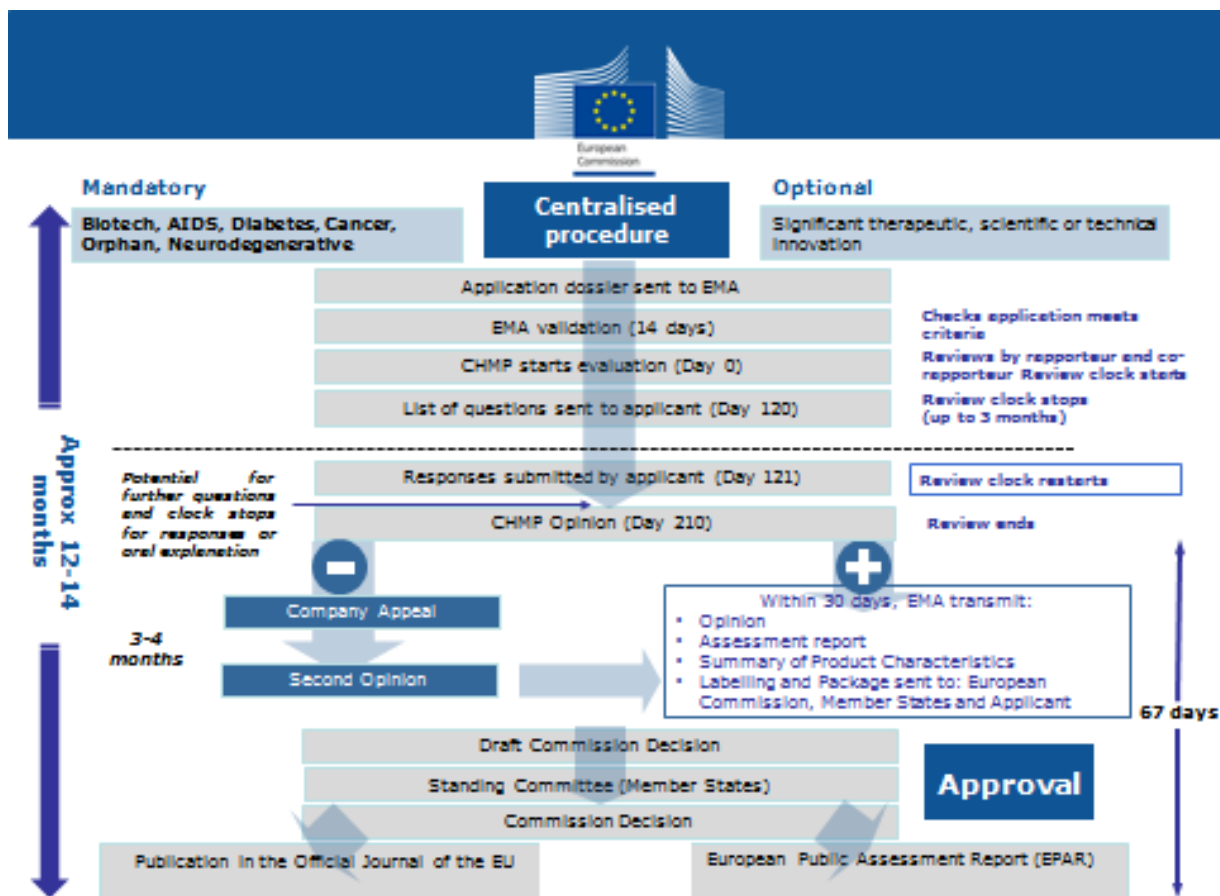 European
Commission
Mandatory
Biotech, AIDS, Diabetes, Cancer,
Orphan, Neurodegenerative
Centralised
procedure
Optional
Significant therapeutic, scientific or technical
innovation
Application dossier sent to EMA
EMA validation (14 days)
Checks application meets
criteria
CHMP starts evaluation (Day 0)
Reviews by rapporteur and co-
rapporteur Review clock starts
List of questions sent to applicant (Day 120)
Review clock stops
(up to 3 months)
Approx 12-14
months
Potential for
further questions
and clock stops
for responses or
oral explanation
Responses submitted by applicant (Day 121)
Review clock restarts
CHMP Opinion (Day 210)
Review ends
-
+
3-4
months
Company Appeal
Second Opinion
Within 30 days, EMA transmit:
• Opinion
• Assessment report
• Summary of Product Characteristics
• Labelling and Package sent to: European
Commission, Member States and Applicant
67 days
Draft Commission Decision
Standing Committee (Member States)
Commission Decision
Approval
Publication in the Official Journal of the EU
European Public Assessment Report (EPAR)